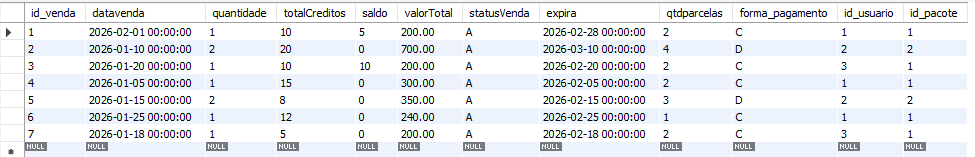 id_venda datavenda quantidade totalCreditos saldo valorTotal statusVenda expira qtdparcelas forma_pagamento id_usuario id_pacote
1 2026-02-01 00:00:00 1 10 5 200.00 A 2026-02-28 00:00:00 2 C 1 1
2 2026-01-10 00:00:00 2 20 0 700.00 A 2026-03-10 00:00:00 4 D 2 2
3 2026-01-20 00:00:00 1 10 10 200.00 A 2026-02-20 00:00:00 2 C 3 1
4 2026-01-05 00:00:00 1 15 0 300.00 A 2026-02-05 00:00:00 2 C 1 1
5 2026-01-15 00:00:00 2 8 0 350.00 A 2026-02-15 00:00:00 3 D 2 2
6 2026-01-25 00:00:00 1 12 0 240.00 A 2026-02-25 00:00:00 1 C 1 1
7 2026-01-18 00:00:00 1 5 0 200.00 A 2026-02-18 00:00:00 2 C 3 1
NULL NULL NULL NULL NULL NULL NULL NULL NULL NULL NULL NULL